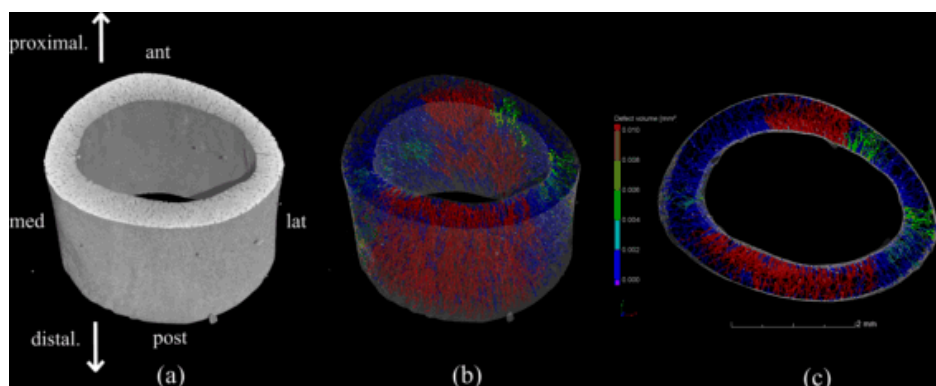 proximal.
ant
med
lat
distal.
post
(a)
(b)
Defect volume [mm³
0.010
0.008
0.006
0.004
0.002
0.000
2 mm
(c)